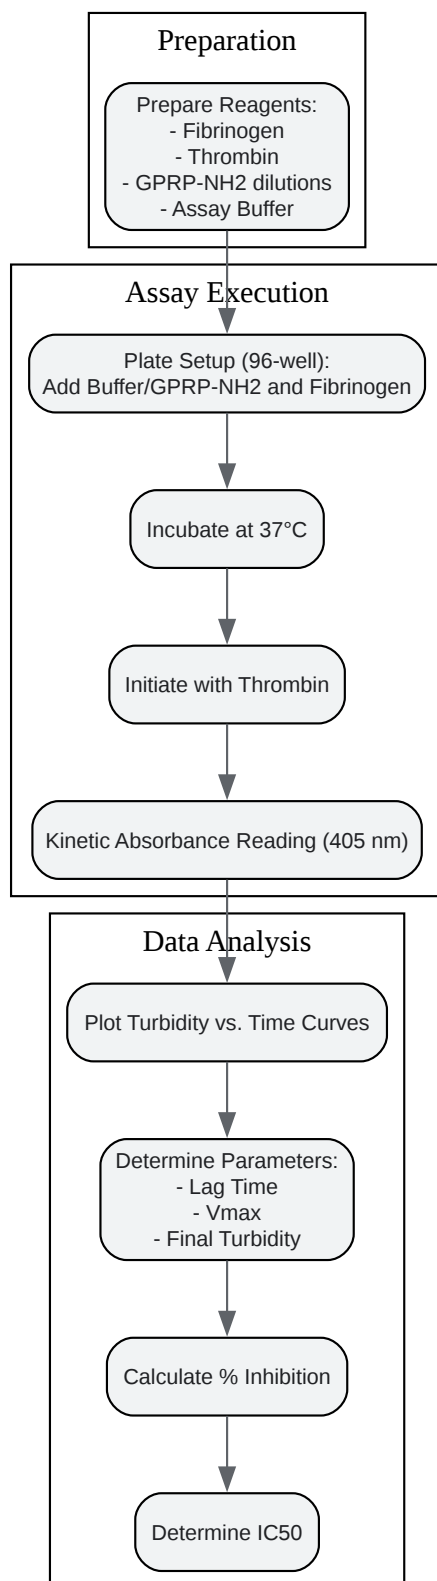 Preparation
Prepare Reagents:
- Fibrinogen
- Thrombin
- GPRP-NH2 dilutions
- Assay Buffer
Assay Execution
Plate Setup (96-well):
Add Buffer/GPRP-NH2 and Fibrinogen
Incubate at 37°C
Initiate with Thrombin
Kinetic Absorbance Reading (405 nm)
Data Analysis
Plot Turbidity vs. Time Curves
Determine Parameters:
- Lag Time
- Vmax
- Final Turbidity
Calculate % Inhibition
Determine IC50